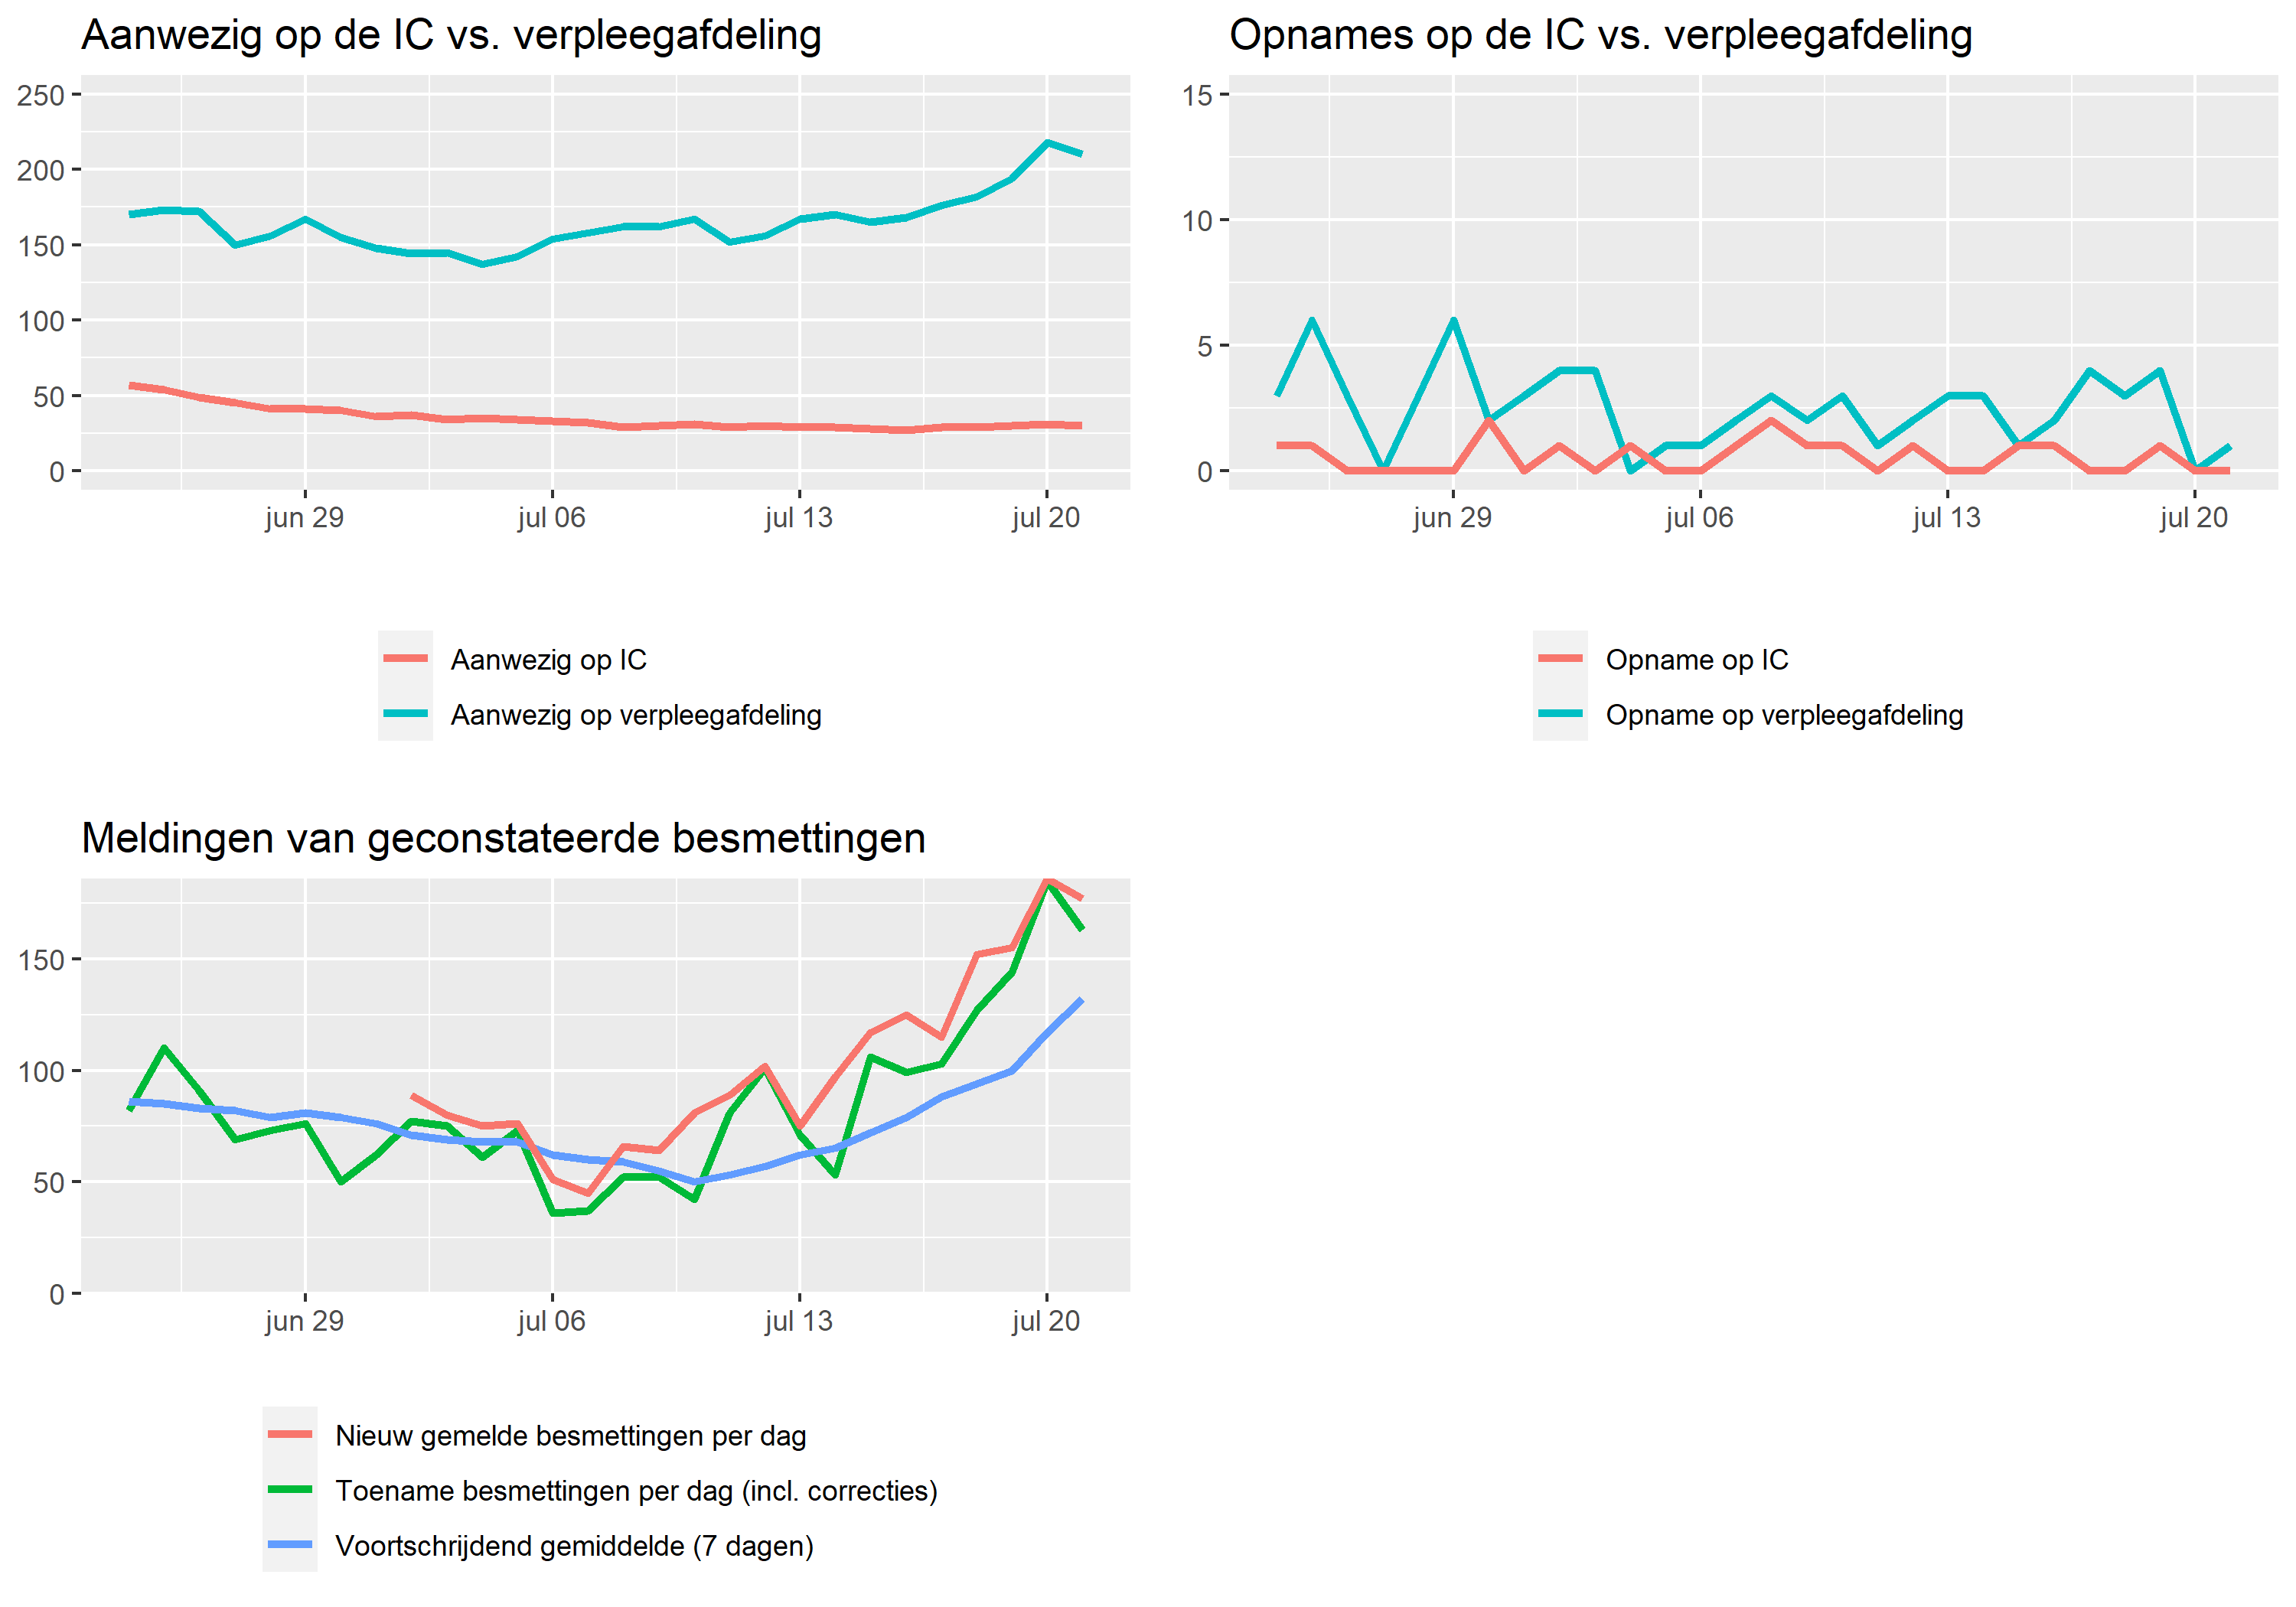 Aanwezig op de IC vs. verpleegafdeling
250
200
150
100
50
0
jun 29 jul 06 jul 13 jul 20
Aanwezig op IC
Aanwezig op verpleegafdeling
Opnames op de IC vs. verpleegafdeling
15
10
5
0
jun 29 jul 06 jul 13 jul 20
Opname op IC
Opname op verpleegafdeling
Meldingen van geconstateerde besmettingen
150
100
50
0
jun 29 jul 06 jul 13 jul 20
Nieuw gemelde besmettingen per dag
Toename besmettingen per dag (incl. correcties)
Voortschrijdend gemiddelde (7 dagen)